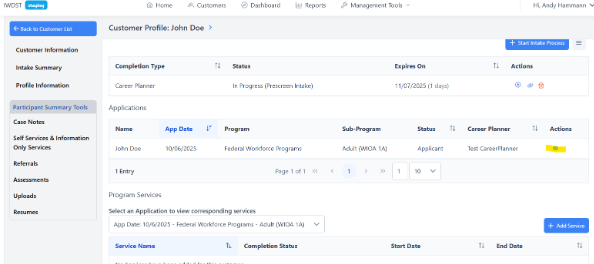 IWDST staging Home Customers Dashboard Reports Management Tools Hi, Andy Hammann
Back to Customer List
Customer Profile: John Doe
Customer Information
Intake Summary
Profile Information
Participant Summary Tools
Case Notes
Self Services & Information
Only Services
Referrals
Assessments
Uploads
Resumes
+ Start Intake Process
Completion Type Status Expires On Actions
Career Planner In Progress (Prescreen Intake) 11/07/2025 (1 days)
Applications
Name App Date Program Sub-Program Status Career Planner Actions
John Doe 10/06/2025 Federal Workforce Programs Adult (WIOA 1A) Applicant Test CareerPlanner
1 Entry Page 1 of 1 1 1 10
Program Services
Select an Application to view corresponding services
App Date: 10/6/2025 - Federal Workforce Programs - Adult (WIOA 1A)
+ Add Service
Service Name Completion Status Start Date End Date